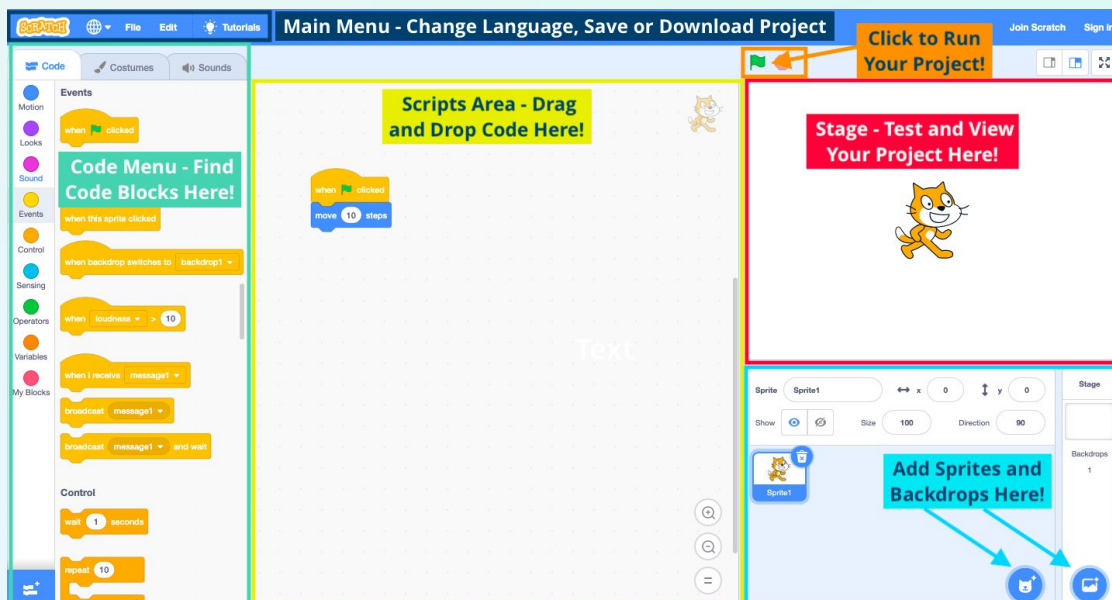 SCRATCH
File
Edit
Tutorials
Main Menu - Change Language, Save or Download Project
Click to Run
Your Project!
Join Scratch
Sign in
Code
Costumes
Sounds
Motion
Looks
Sound
Events
Control
Sensing
Operators
Variables
My Blocks
Events
when clicked
Code Menu - Find
Code Blocks Here!
when this sprite clicked
when backdrop switches to backdrop1
when loudness > 10
when I receive message1
broadcast message1
broadcast message1 and wait
Control
wait 1 seconds
repeat 10
Scripts Area - Drag
and Drop Code Here!
when clicked
move 10 steps
Text
Stage - Test and View
Your Project Here!
Sprite Sprite1 x 0 y 0
Show Size 100 Direction 90
Sprite1
Stage
Backdrops
1
Add Sprites and
Backdrops Here!